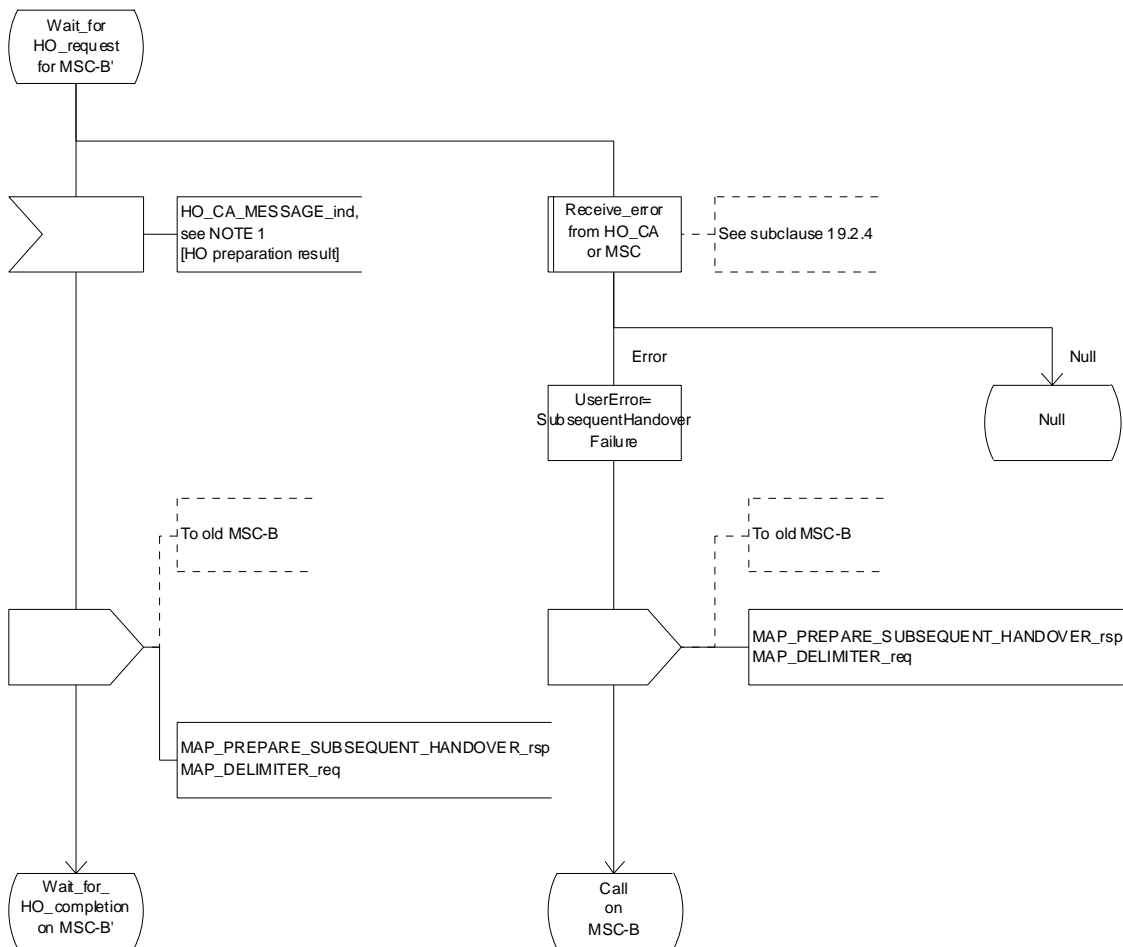 Wait_for
HO_request
for MSC-B'
HO_CA_MESSAGE_ind,
see NOTE 1
[HO preparation result]
Receive_error
from HO_CA
or MSC
See subclause 19.2.4
Error
Null
UserError=
SubsequentHandover
Failure
Null
To old MSC-B
To old MSC-B
MAP_PREPARE_SUBSEQUENT_HANDOVER_rsp
MAP_DELIMITER_req
MAP_PREPARE_SUBSEQUENT_HANDOVER_rsp
MAP_DELIMITER_req
Wait_for_
HO_completion
on MSC-B'
Call
on
MSC-B